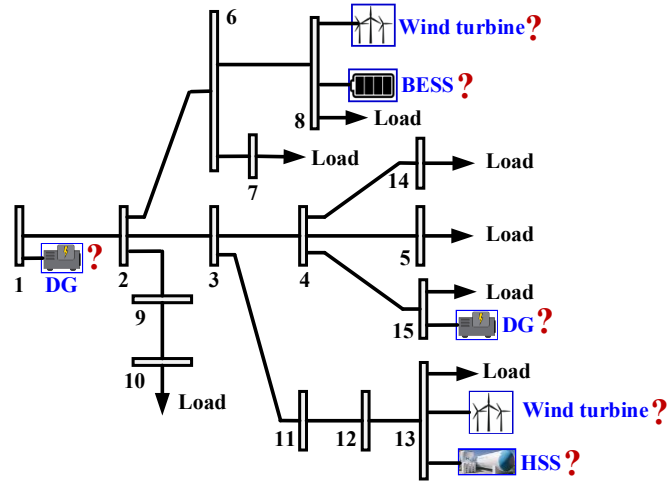 6
Wind turbine ?
BESS ?
8
Load
Load
7
14
Load
1
DG ?
2
3
4
5
Load
9
15
Load
DG ?
10
Load
11
12
13
Load
Wind turbine ?
HSS ?